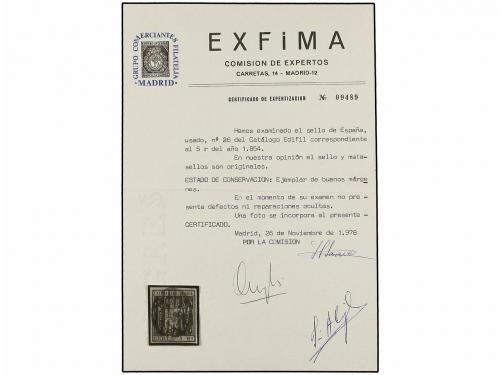 GRUPO COMERCIANTES FILATELIA
MADRID
EXFiMA
COMISION DE EXPERTOS
CARRETAS, 14 - MADRID-12
CERTIFICADO DE EXPERTIZACION № 09489
Hemos examinado el sello de España,
usado, nº 26 del Catálogo Edifil correspondiente
al 5 r del año 1.854.
En nuestra opinión el sello y mata-
sellos son originales.
ESTADO DE CONSERVACION: Ejemplar de buenos márge-
nes.
En el momento de su examen no pre-
senta defectos ni reparaciones ocultas.
Una foto se incorpora al presente-
CERTIFICADO.
Madrid, 26 de Noviembre de 1.978
POR LA COMISION